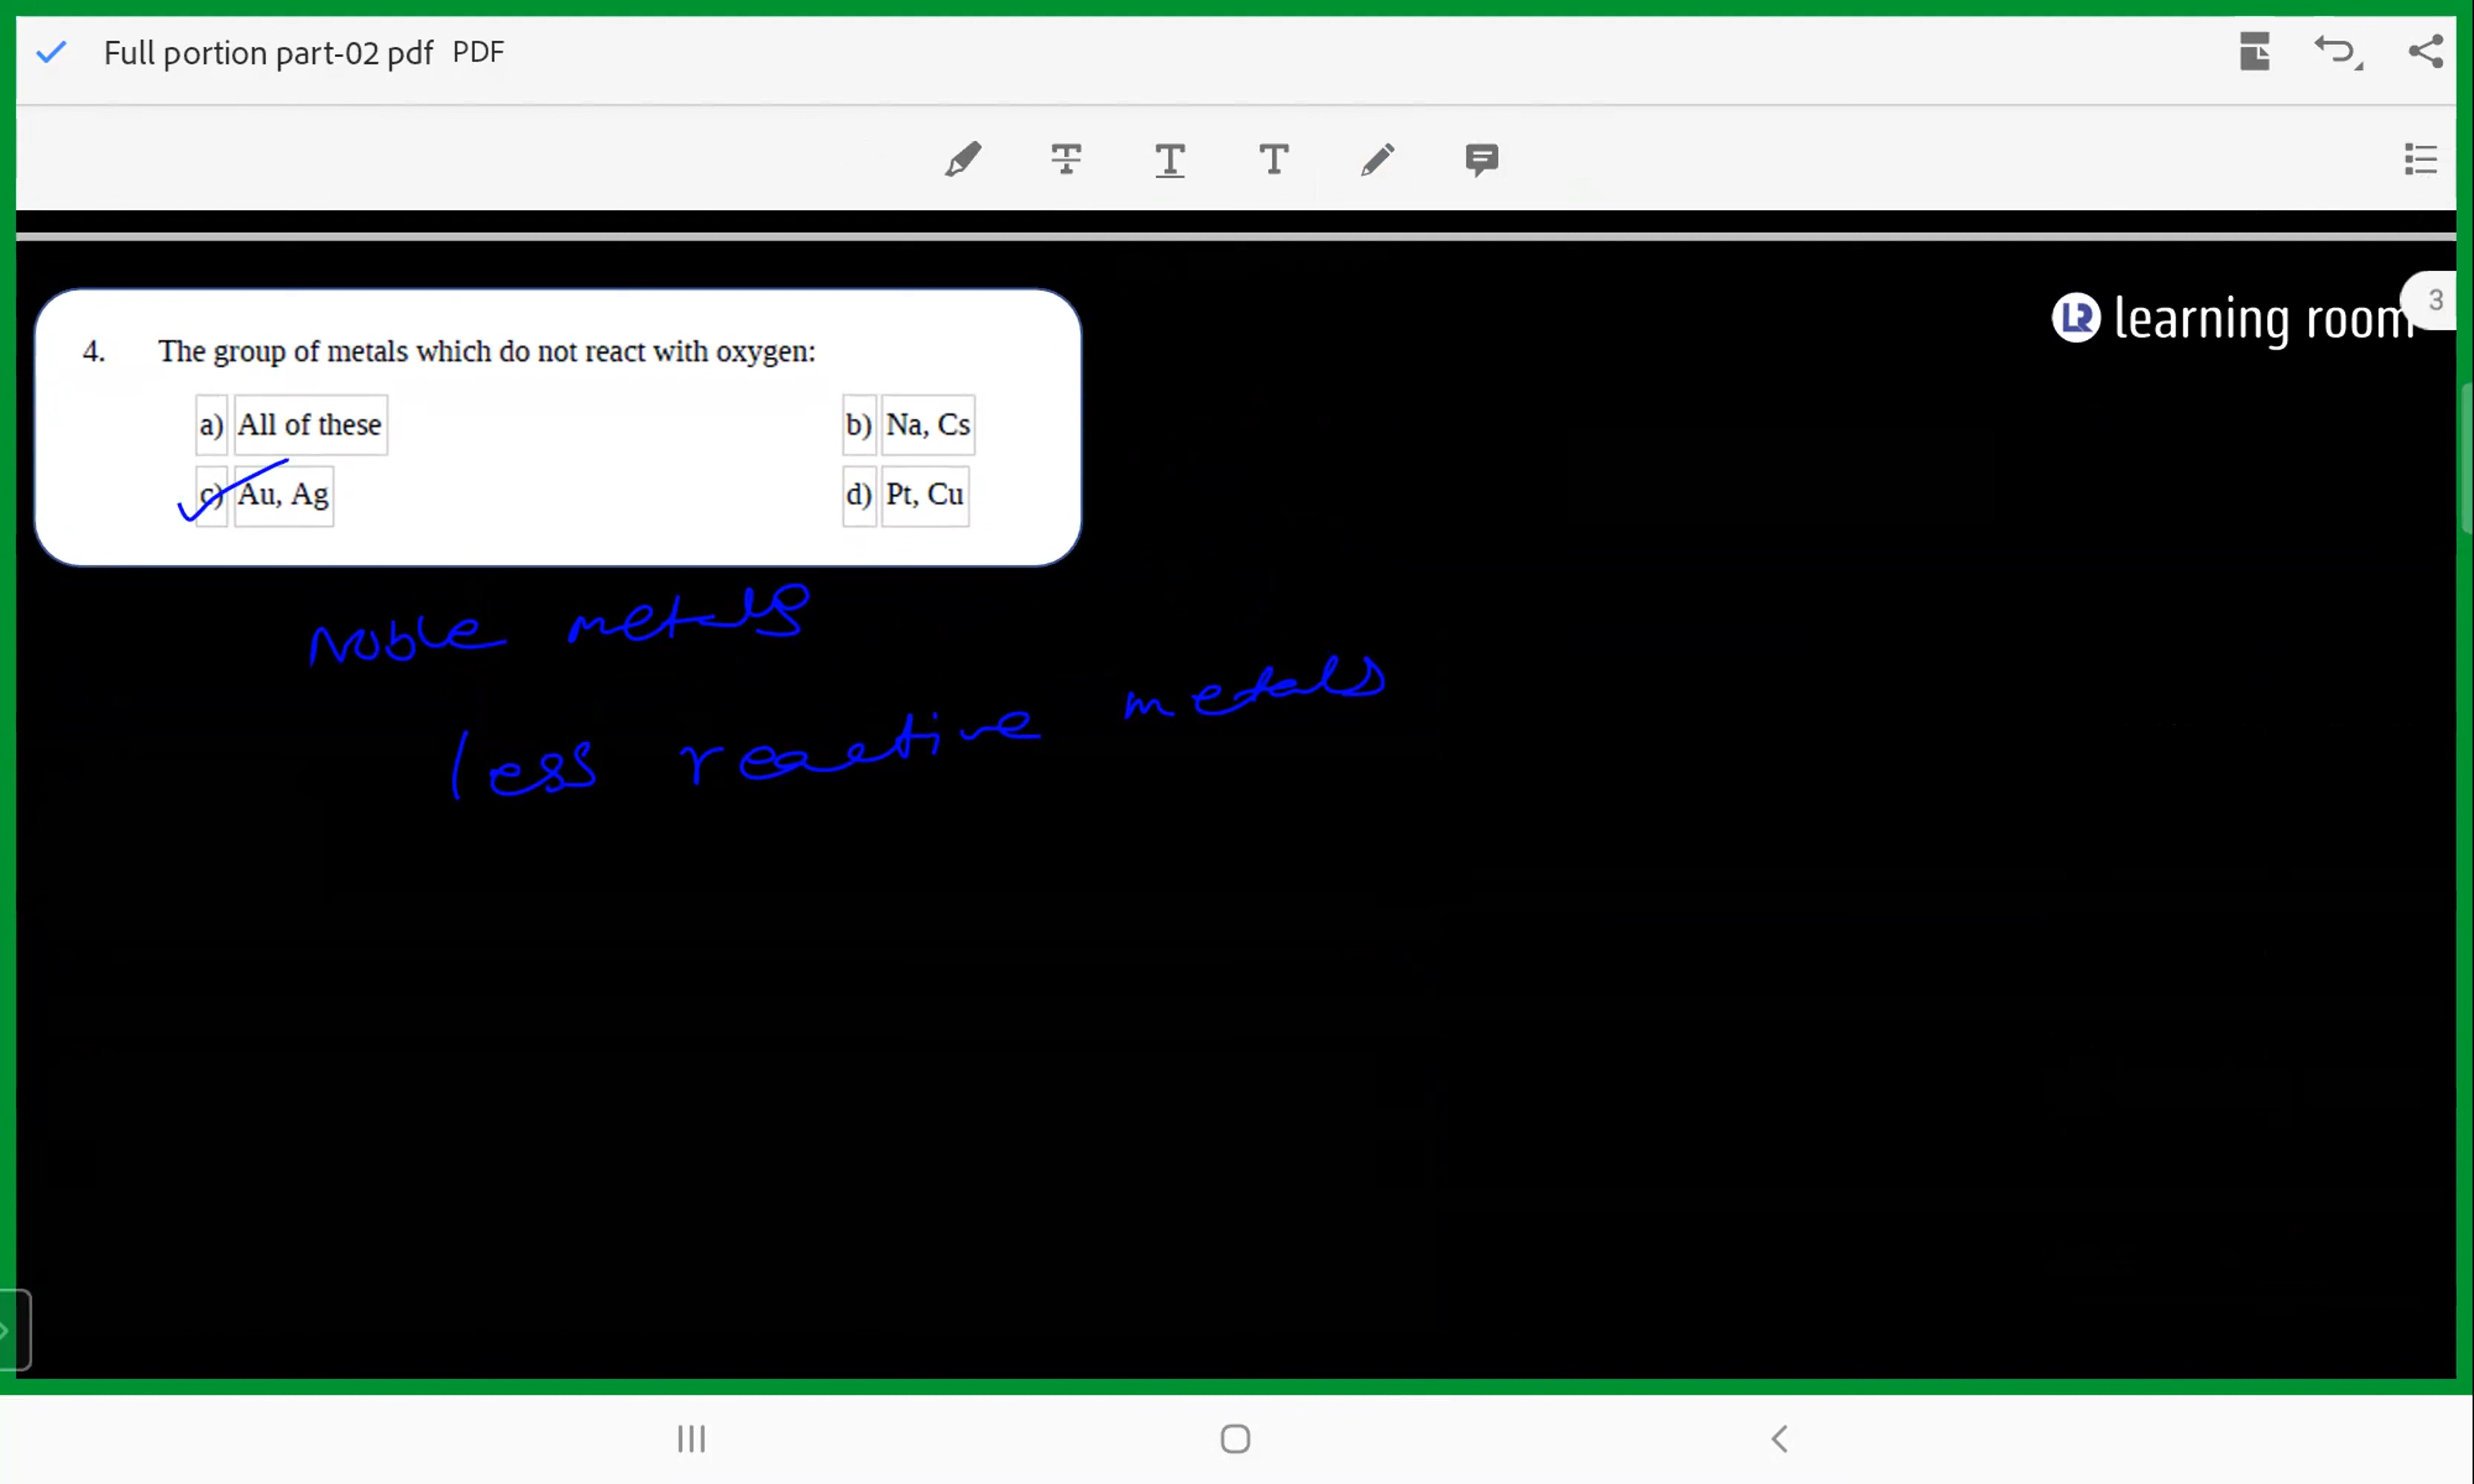 Full portion part-02 pdf PDF
learning room 3
4. The group of metals which do not react with oxygen:
a) All of these b) Na, Cs
c) Au, Ag d) Pt, Cu
Noble metals
less reactive metals